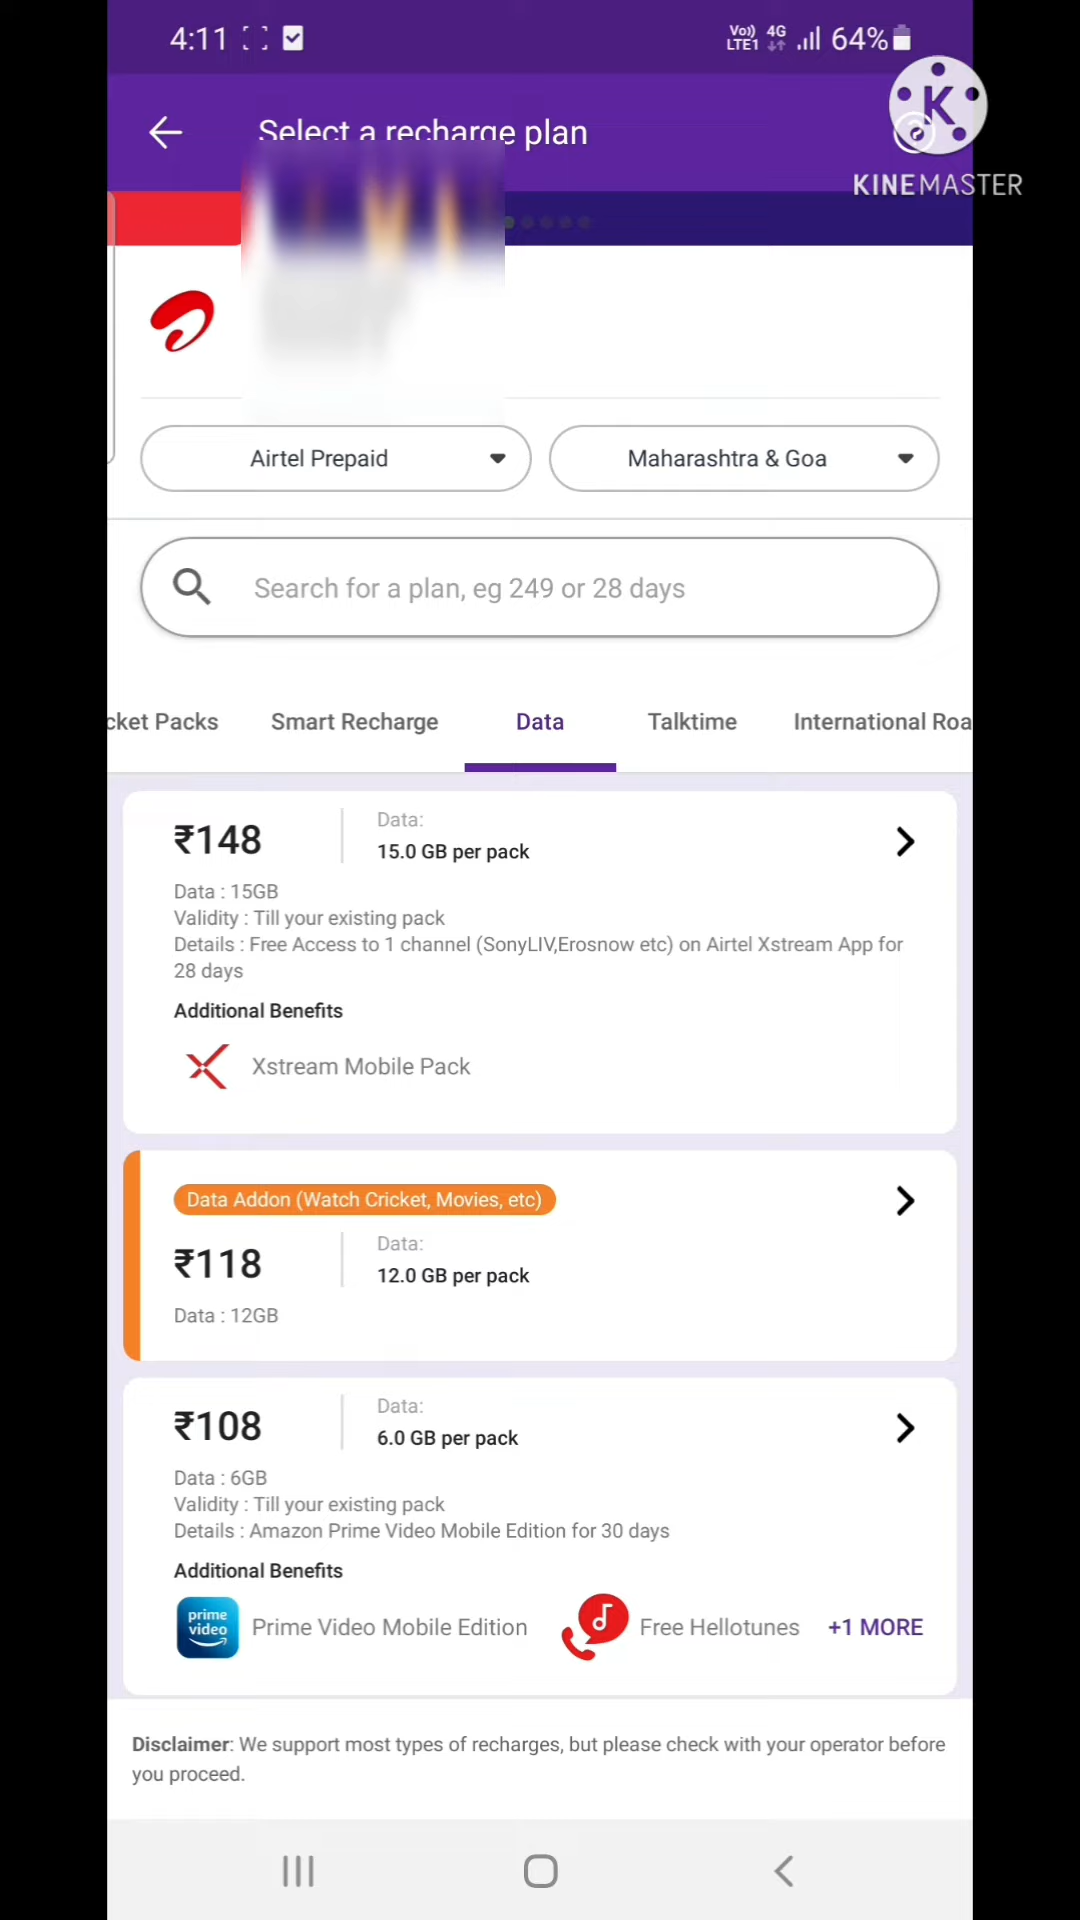 4:11
Vo)) 4G
LTE1
64%
K
KINEMASTER
Select a recharge plan
Airtel Prepaid
Maharashtra & Goa
Search for a plan, eg 249 or 28 days
cket Packs
Smart Recharge
Data
Talktime
International Roa
₹148
Data:
15.0 GB per pack
Data : 15GB
Validity : Till your existing pack
Details : Free Access to 1 channel (SonyLIV,Erosnow etc) on Airtel Xstream App for
28 days
Additional Benefits
Xstream Mobile Pack
Data Addon (Watch Cricket, Movies, etc)
₹118
Data:
12.0 GB per pack
Data : 12GB
₹108
Data:
6.0 GB per pack
Data : 6GB
Validity : Till your existing pack
Details : Amazon Prime Video Mobile Edition for 30 days
Additional Benefits
prime
video
Prime Video Mobile Edition
Free Hellotunes
+1 MORE
Disclaimer: We support most types of recharges, but please check with your operator before
you proceed.